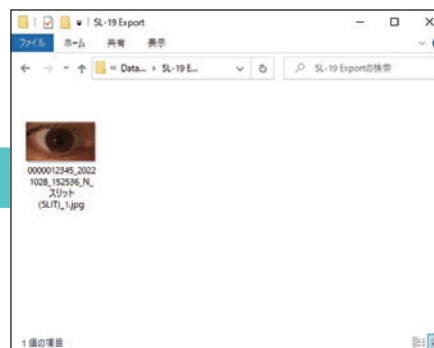 SL-19 Export
ファイル ホーム 共有 表示
« Data... › SL-19 E...
SL-19 Exportの検索
0000012345_2022
1028_152536_N_
スリット
(SLIT)_1.jpg
1 個の項目